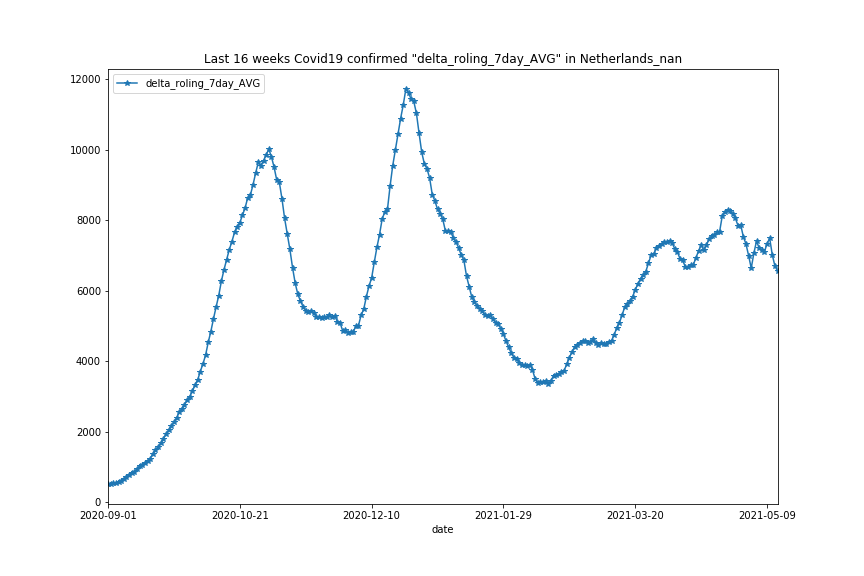 Last 16 weeks Covid19 confirmed "delta_roling_7day_AVG" in Netherlands_nan
delta_roling_7day_AVG
12000
10000
8000
6000
4000
2000
0
2020-09-01 2020-10-21 2020-12-10 2021-01-29 2021-03-20 2021-05-09
date